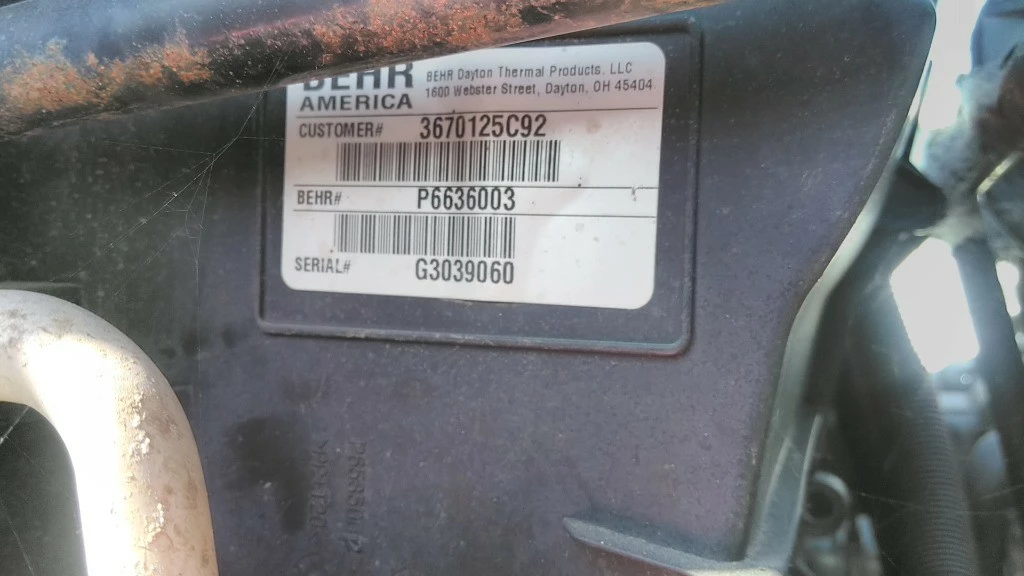 BEHR
AMERICA
BEHR Dayton Thermal Products, LLC
1600 Webster Street, Dayton, OH 45404
CUSTOMER# 3670125C92
BEHR# P6636003
SERIAL# G3039060